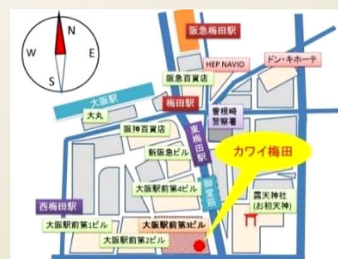 N
W
E
S
阪急梅田駅
HEP NAVIO
ドン・キホーテ
阪急百貨店
大阪駅
梅田駅
大丸
曽根崎
警察署
阪神百貨店
東梅田駅
新阪急ビル
カワイ梅田
御堂筋
大阪駅前第4ビル
西梅田駅
露天神社
(お初天神)
大阪駅前第1ビル
大阪駅前第3ビル
大阪駅前第2ビル